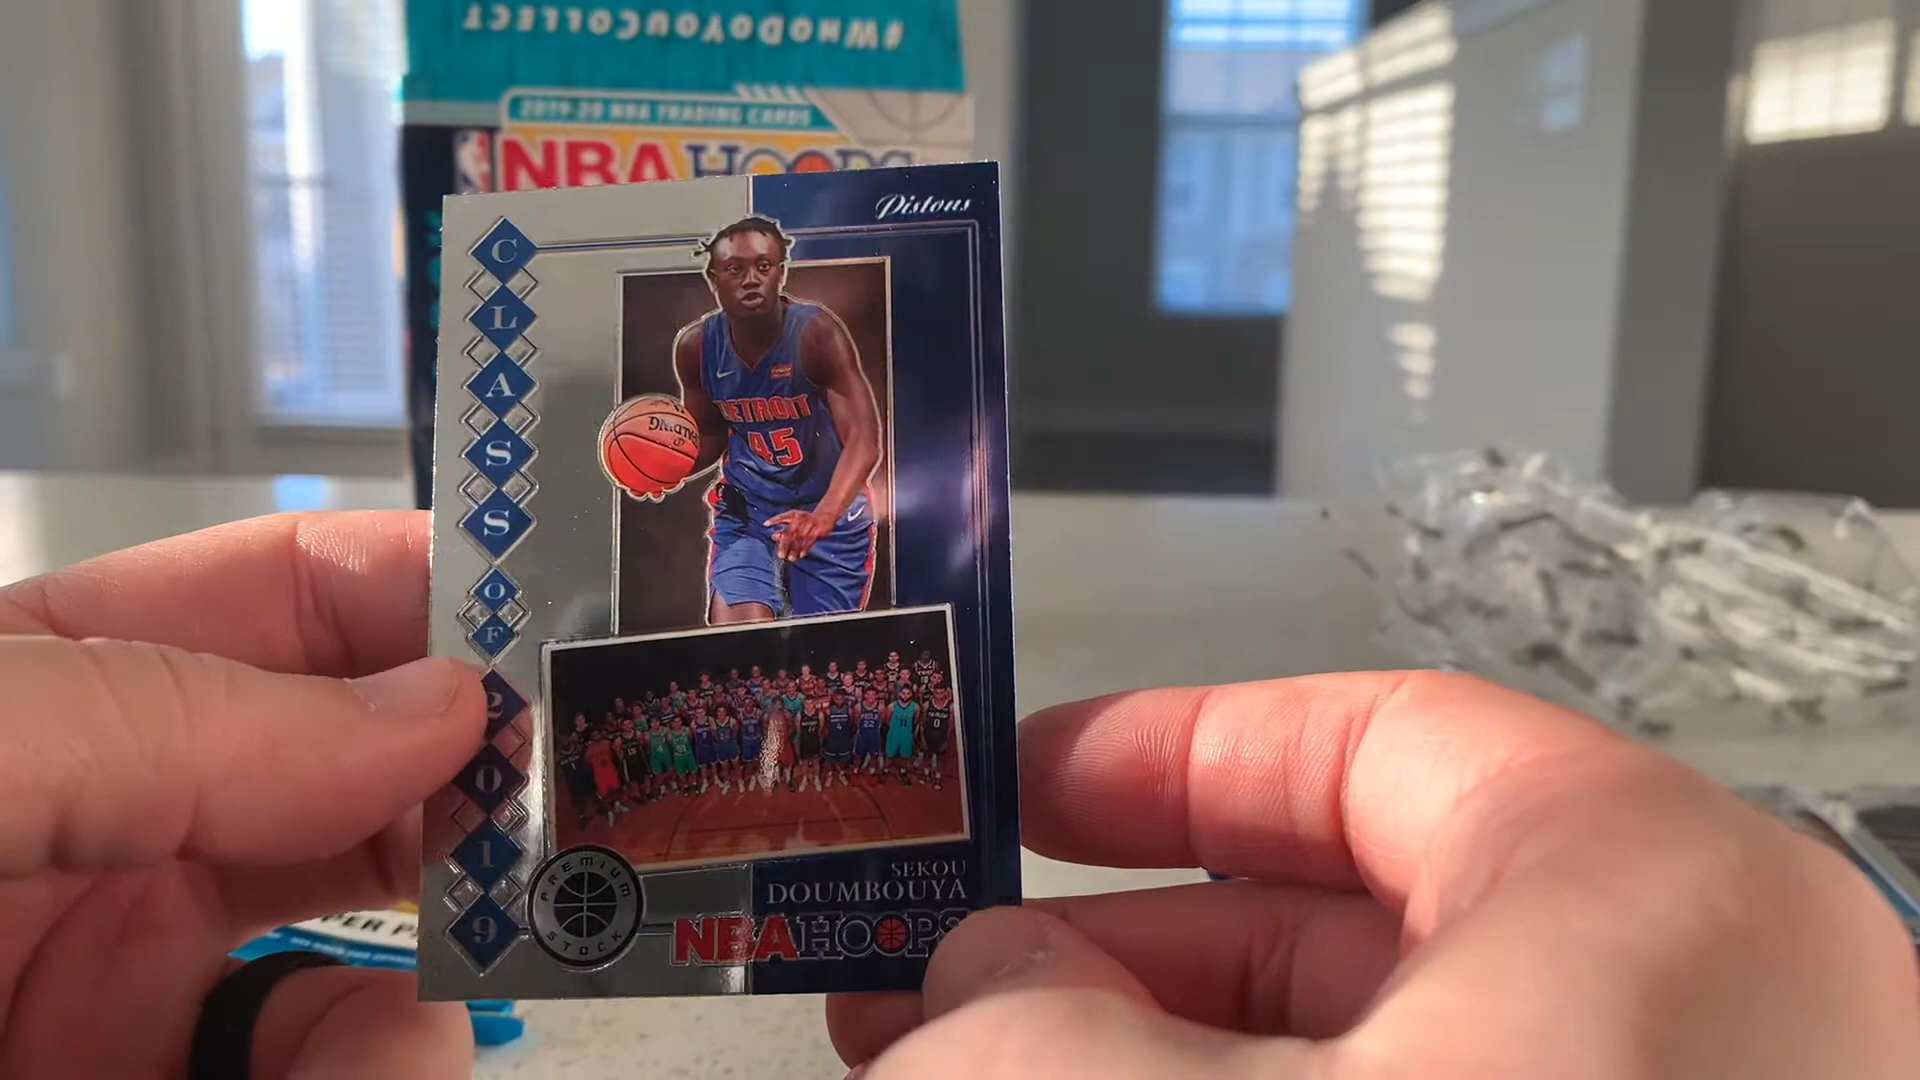 #WHODOYOUCOLLECT
2019-20 NBA TRADING CARDS
NBA HOOPS
Pistons
CLASS OF 2019
SPALDING
DETROIT
45
PREMIUM STOCK
SEKOU
DOUMBOUYA
NBA HOOPS
PER